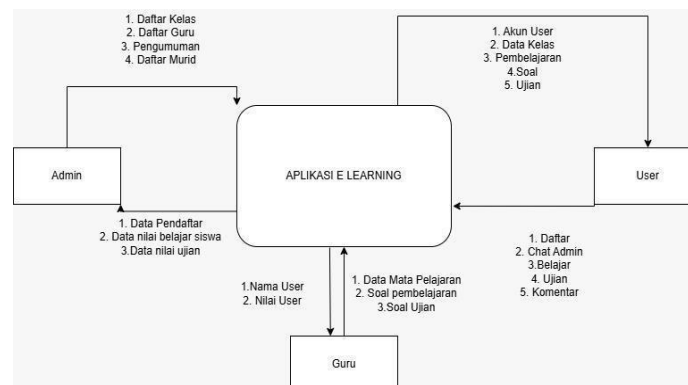 1. Daftar Kelas
2. Daftar Guru
3. Pengumuman
4. Daftar Murid
1. Akun User
2. Data Kelas
3. Pembelajaran
4.Soal
5. Ujian
Admin
APLIKASI E LEARNING
User
1. Data Pendaftar
2. Data nilai belajar siswa
3.Data nilai ujian
1.Nama User
2. Nilai User
1. Data Mata Pelajaran
2. Soal pembelajaran
3.Soal Ujian
1. Daftar
2. Chat Admin
3.Belajar
4. Ujian
5. Komentar
Guru